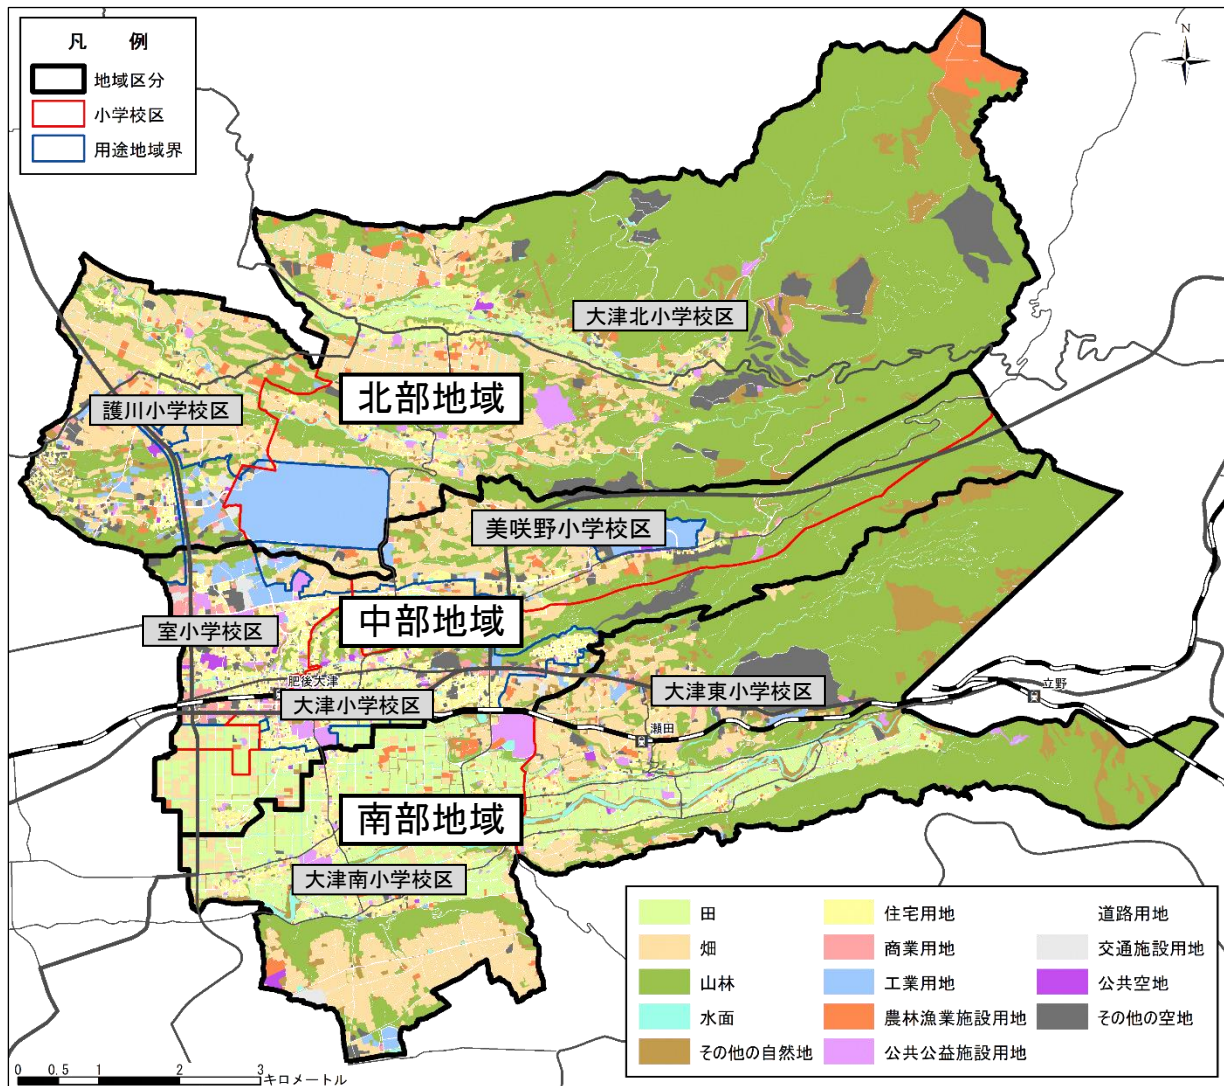 凡 例
地域区分
小学校区
用途地域界
N
大津北小学校区
北部地域
護川小学校区
美咲野小学校区
中部地域
室小学校区
肥後大津
大津小学校区
大津東小学校区
立野
瀬田
南部地域
大津南小学校区
田
畑
山林
水面
その他の自然地
住宅用地
商業用地
工業用地
農林漁業施設用地
公共公益施設用地
道路用地
交通施設用地
公共空地
その他の空地
0 0.5 1 2 3
キロメートル